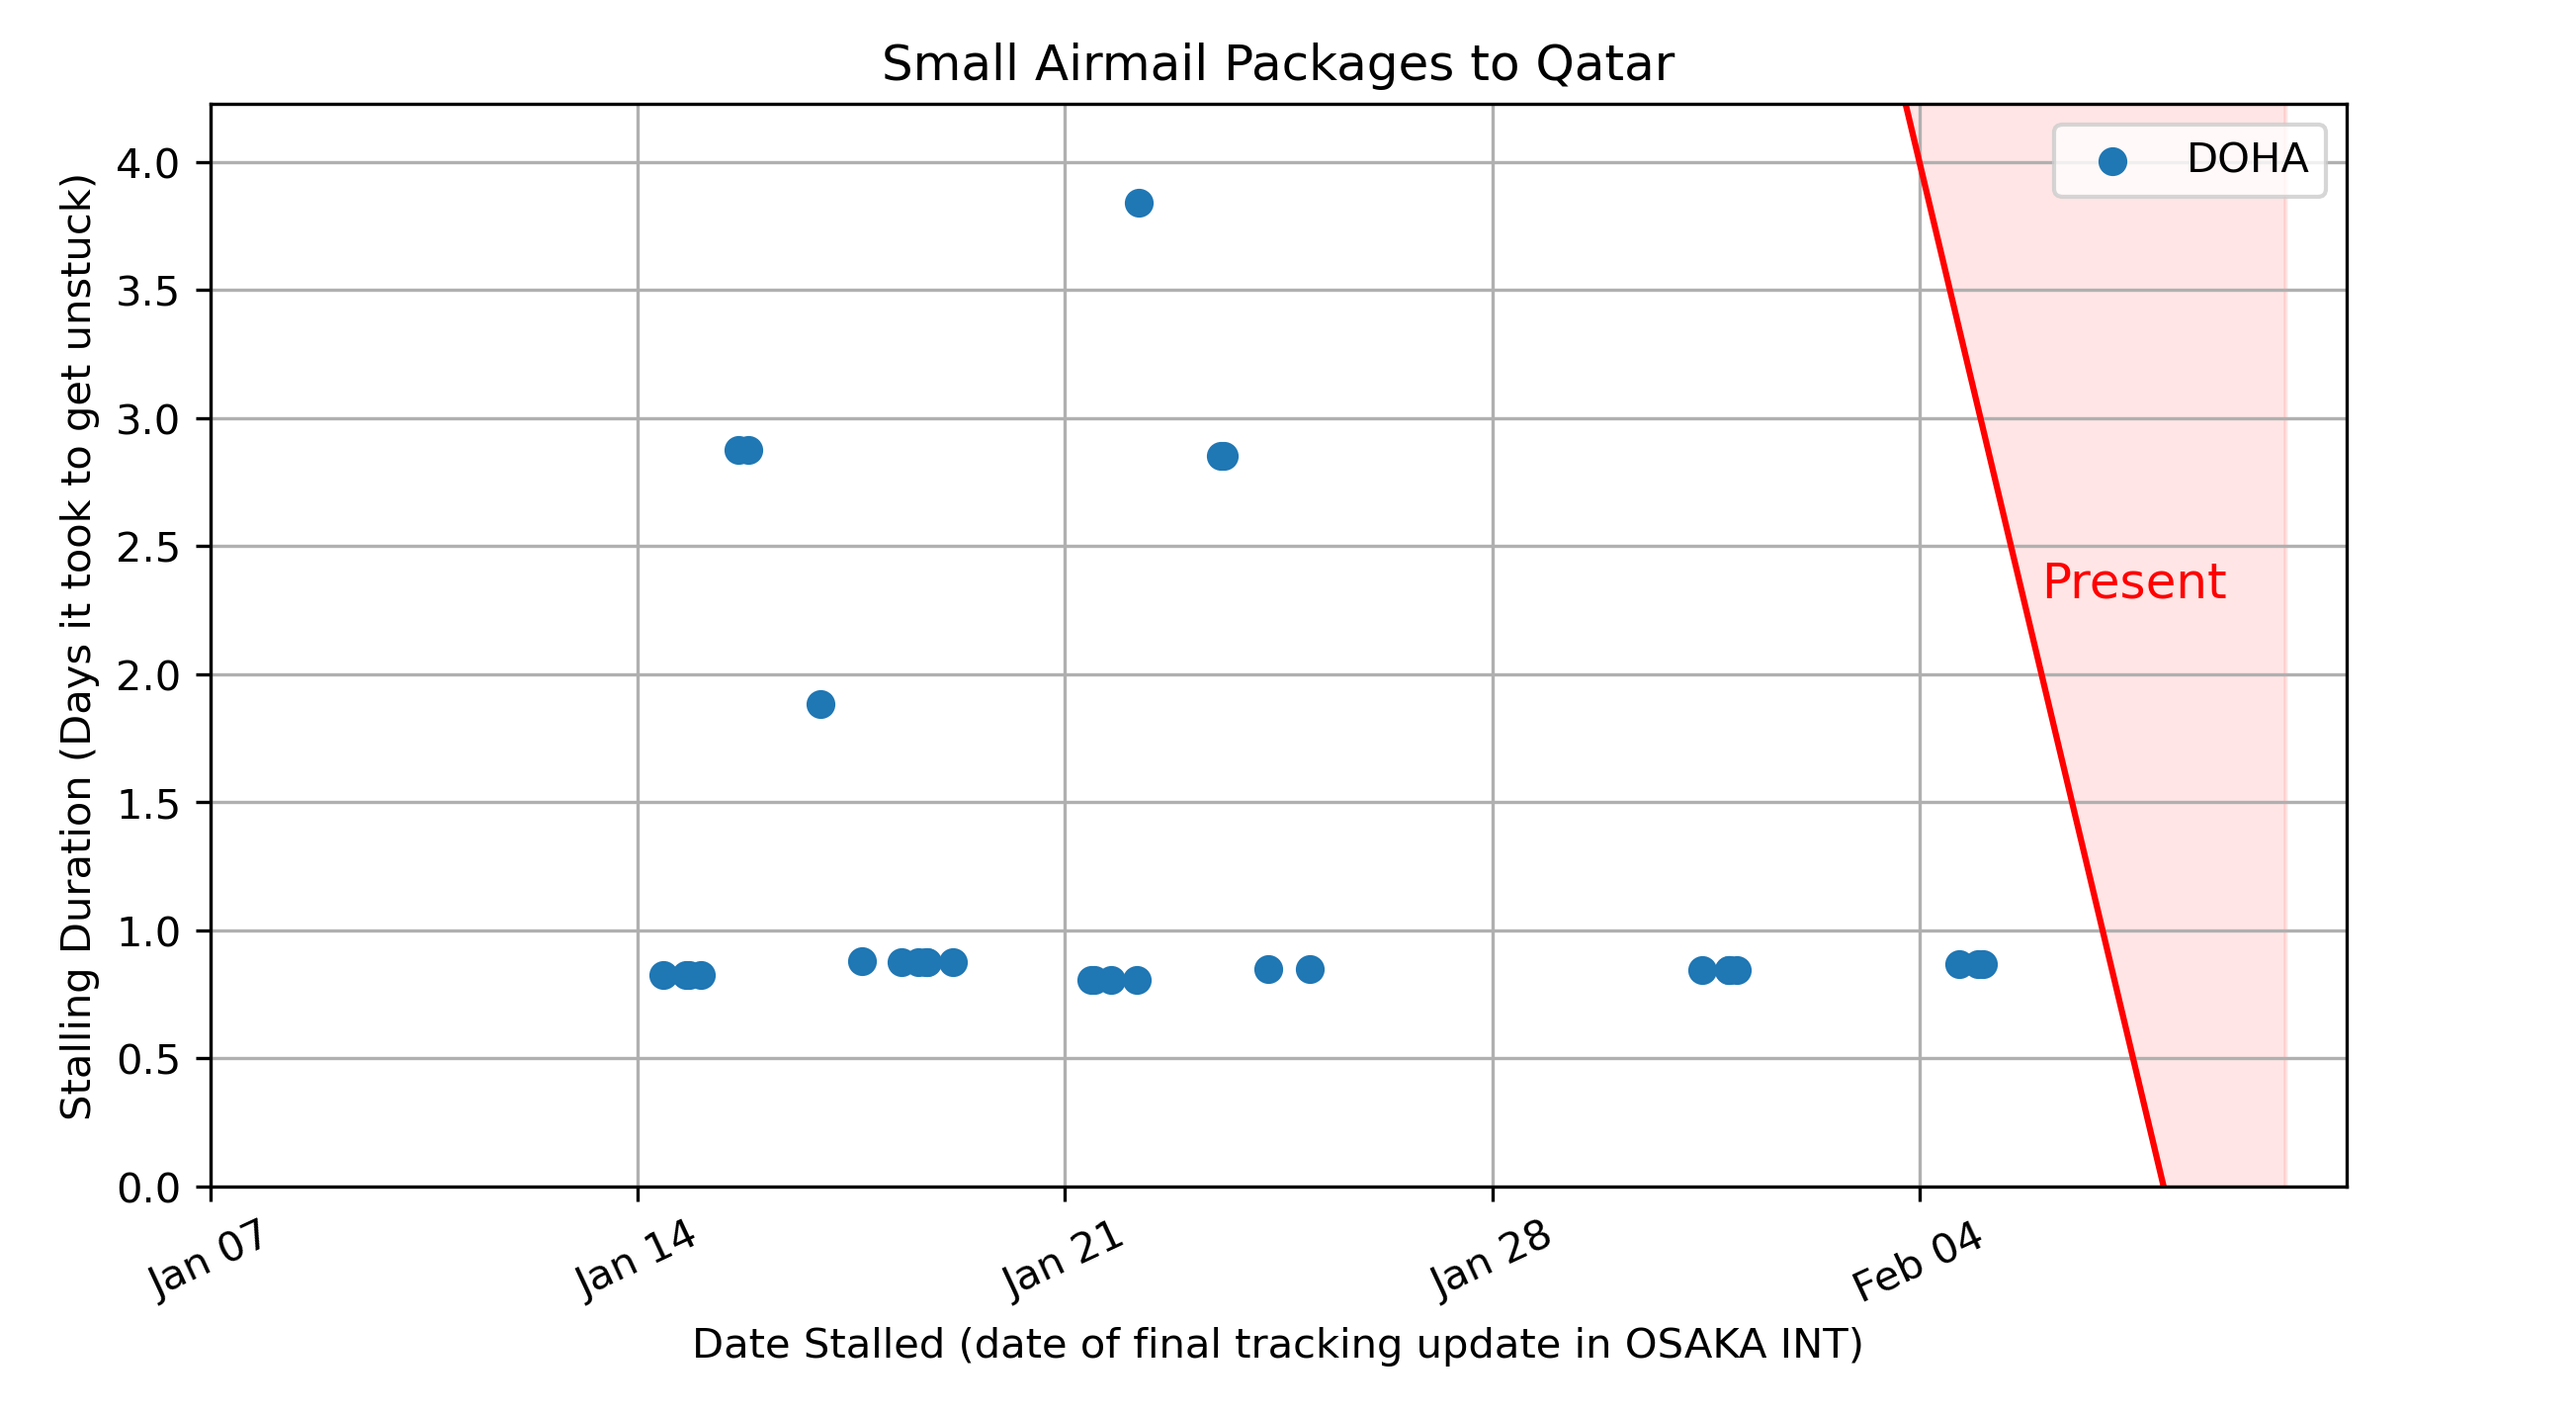 Small Airmail Packages to Qatar
DOHA
Present
Stalling Duration (Days it took to get unstuck)
4.0
3.5
3.0
2.5
2.0
1.5
1.0
0.5
0.0
Jan 07
Jan 14
Jan 21
Jan 28
Feb 04
Date Stalled (date of final tracking update in OSAKA INT)